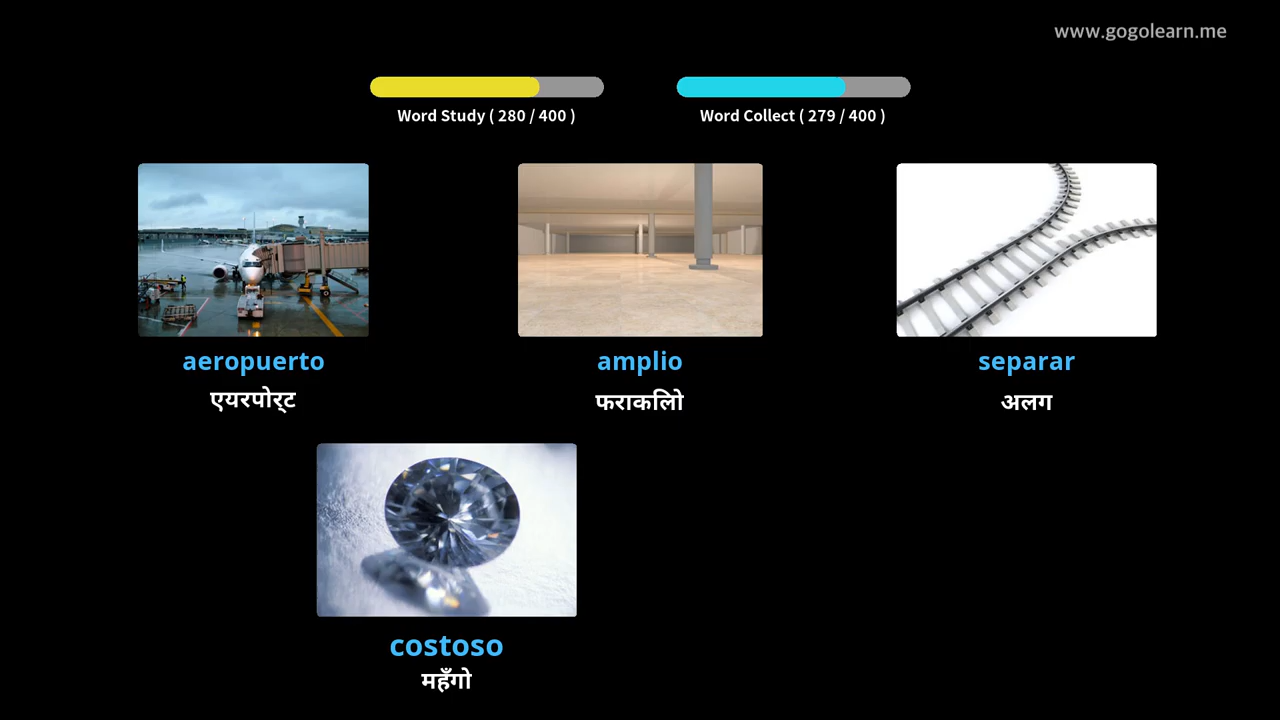 www.gogolearn.me
Word Study ( 280 / 400 )
Word Collect ( 279 / 400 )
aeropuerto
एयरपोर्ट
amplio
फराकिलो
separar
अलग
costoso
महँगो